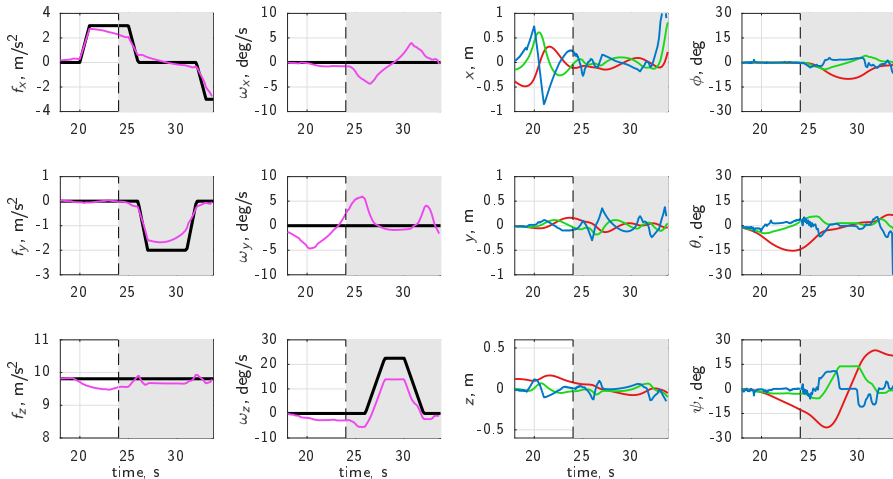 4
2
0
-2
-4
20 25 30
f_x, m/s²
10
5
0
-5
-10
20 25 30
ω_x, deg/s
1
0.5
0
0.5
1
20 25 30
x, m
30
15
0
-15
-30
20 25 30
ϕ, deg
1
0
-1
-2
-3
20 25 30
f_y, m/s²
10
5
0
-5
-10
20 25 30
ω_y, deg/s
1
0.5
0
0.5
1
20 25 30
y, m
30
15
0
-15
-30
20 25 30
θ, deg
11
10
9
8
20 25 30
f_z, m/s²
time, s
30
20
10
0
-10
20 25 30
ω_z, deg/s
time, s
0.5
0
-0.5
20 25 30
z, m
time, s
30
15
0
-15
-30
20 25 30
ψ, deg
time, s